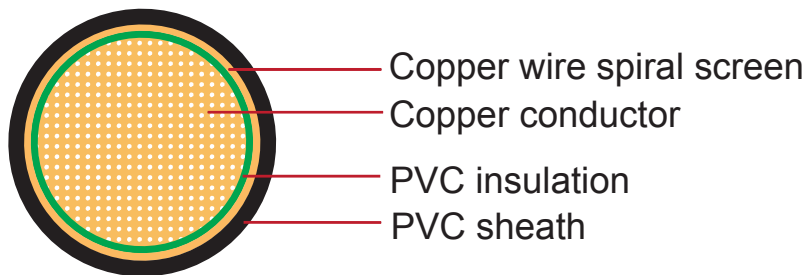 Copper wire spiral screen
Copper conductor
PVC insulation
PVC sheath